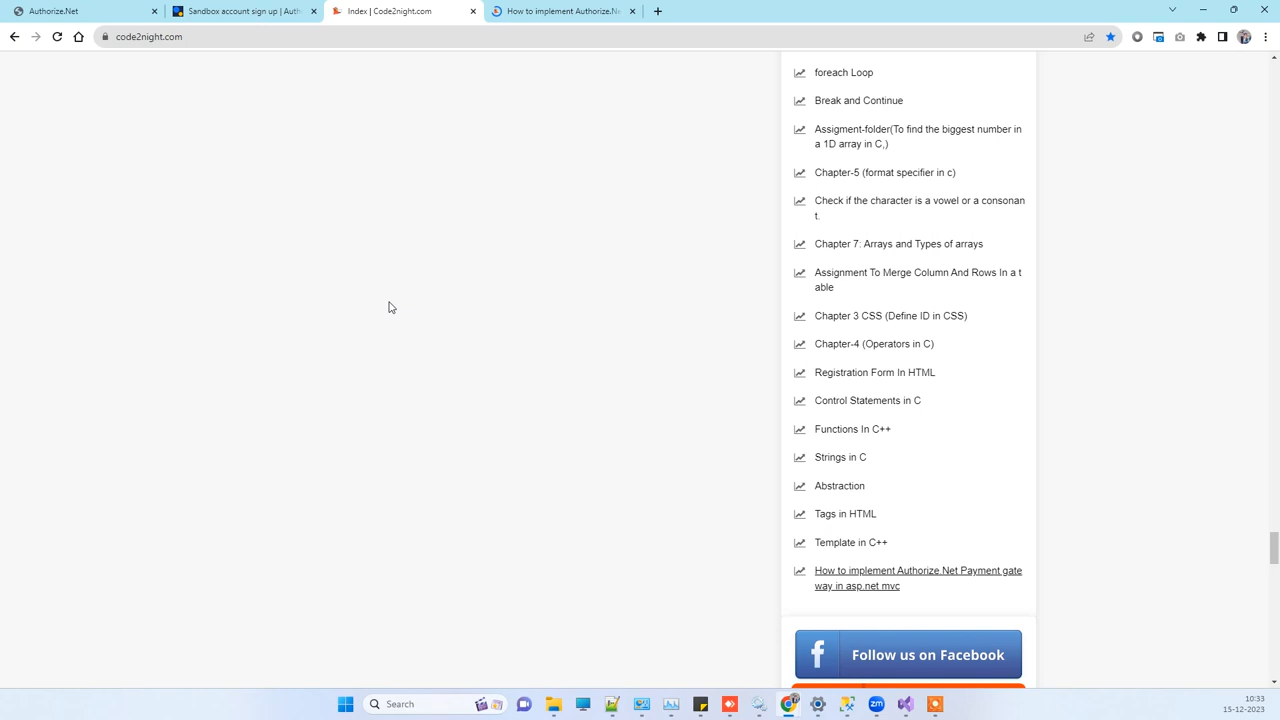 Authorize.Net
Sandbox account sign up | Auth
Index | Code2night.com
How to implement Authorize.Ne
code2night.com
foreach Loop
Break and Continue
Assigment-folder(To find the biggest number in
a 1D array in C,)
Chapter-5 (format specifier in c)
Check if the character is a vowel or a consonan
t.
Chapter 7: Arrays and Types of arrays
Assignment To Merge Column And Rows In a t
able
Chapter 3 CSS (Define ID in CSS)
Chapter-4 (Operators in C)
Registration Form In HTML
Control Statements in C
Functions In C++
Strings in C
Abstraction
Tags in HTML
Template in C++
How to implement Authorize.Net Payment gate
way in asp.net mvc
Follow us on Facebook
Search
10:33
15-12-2023